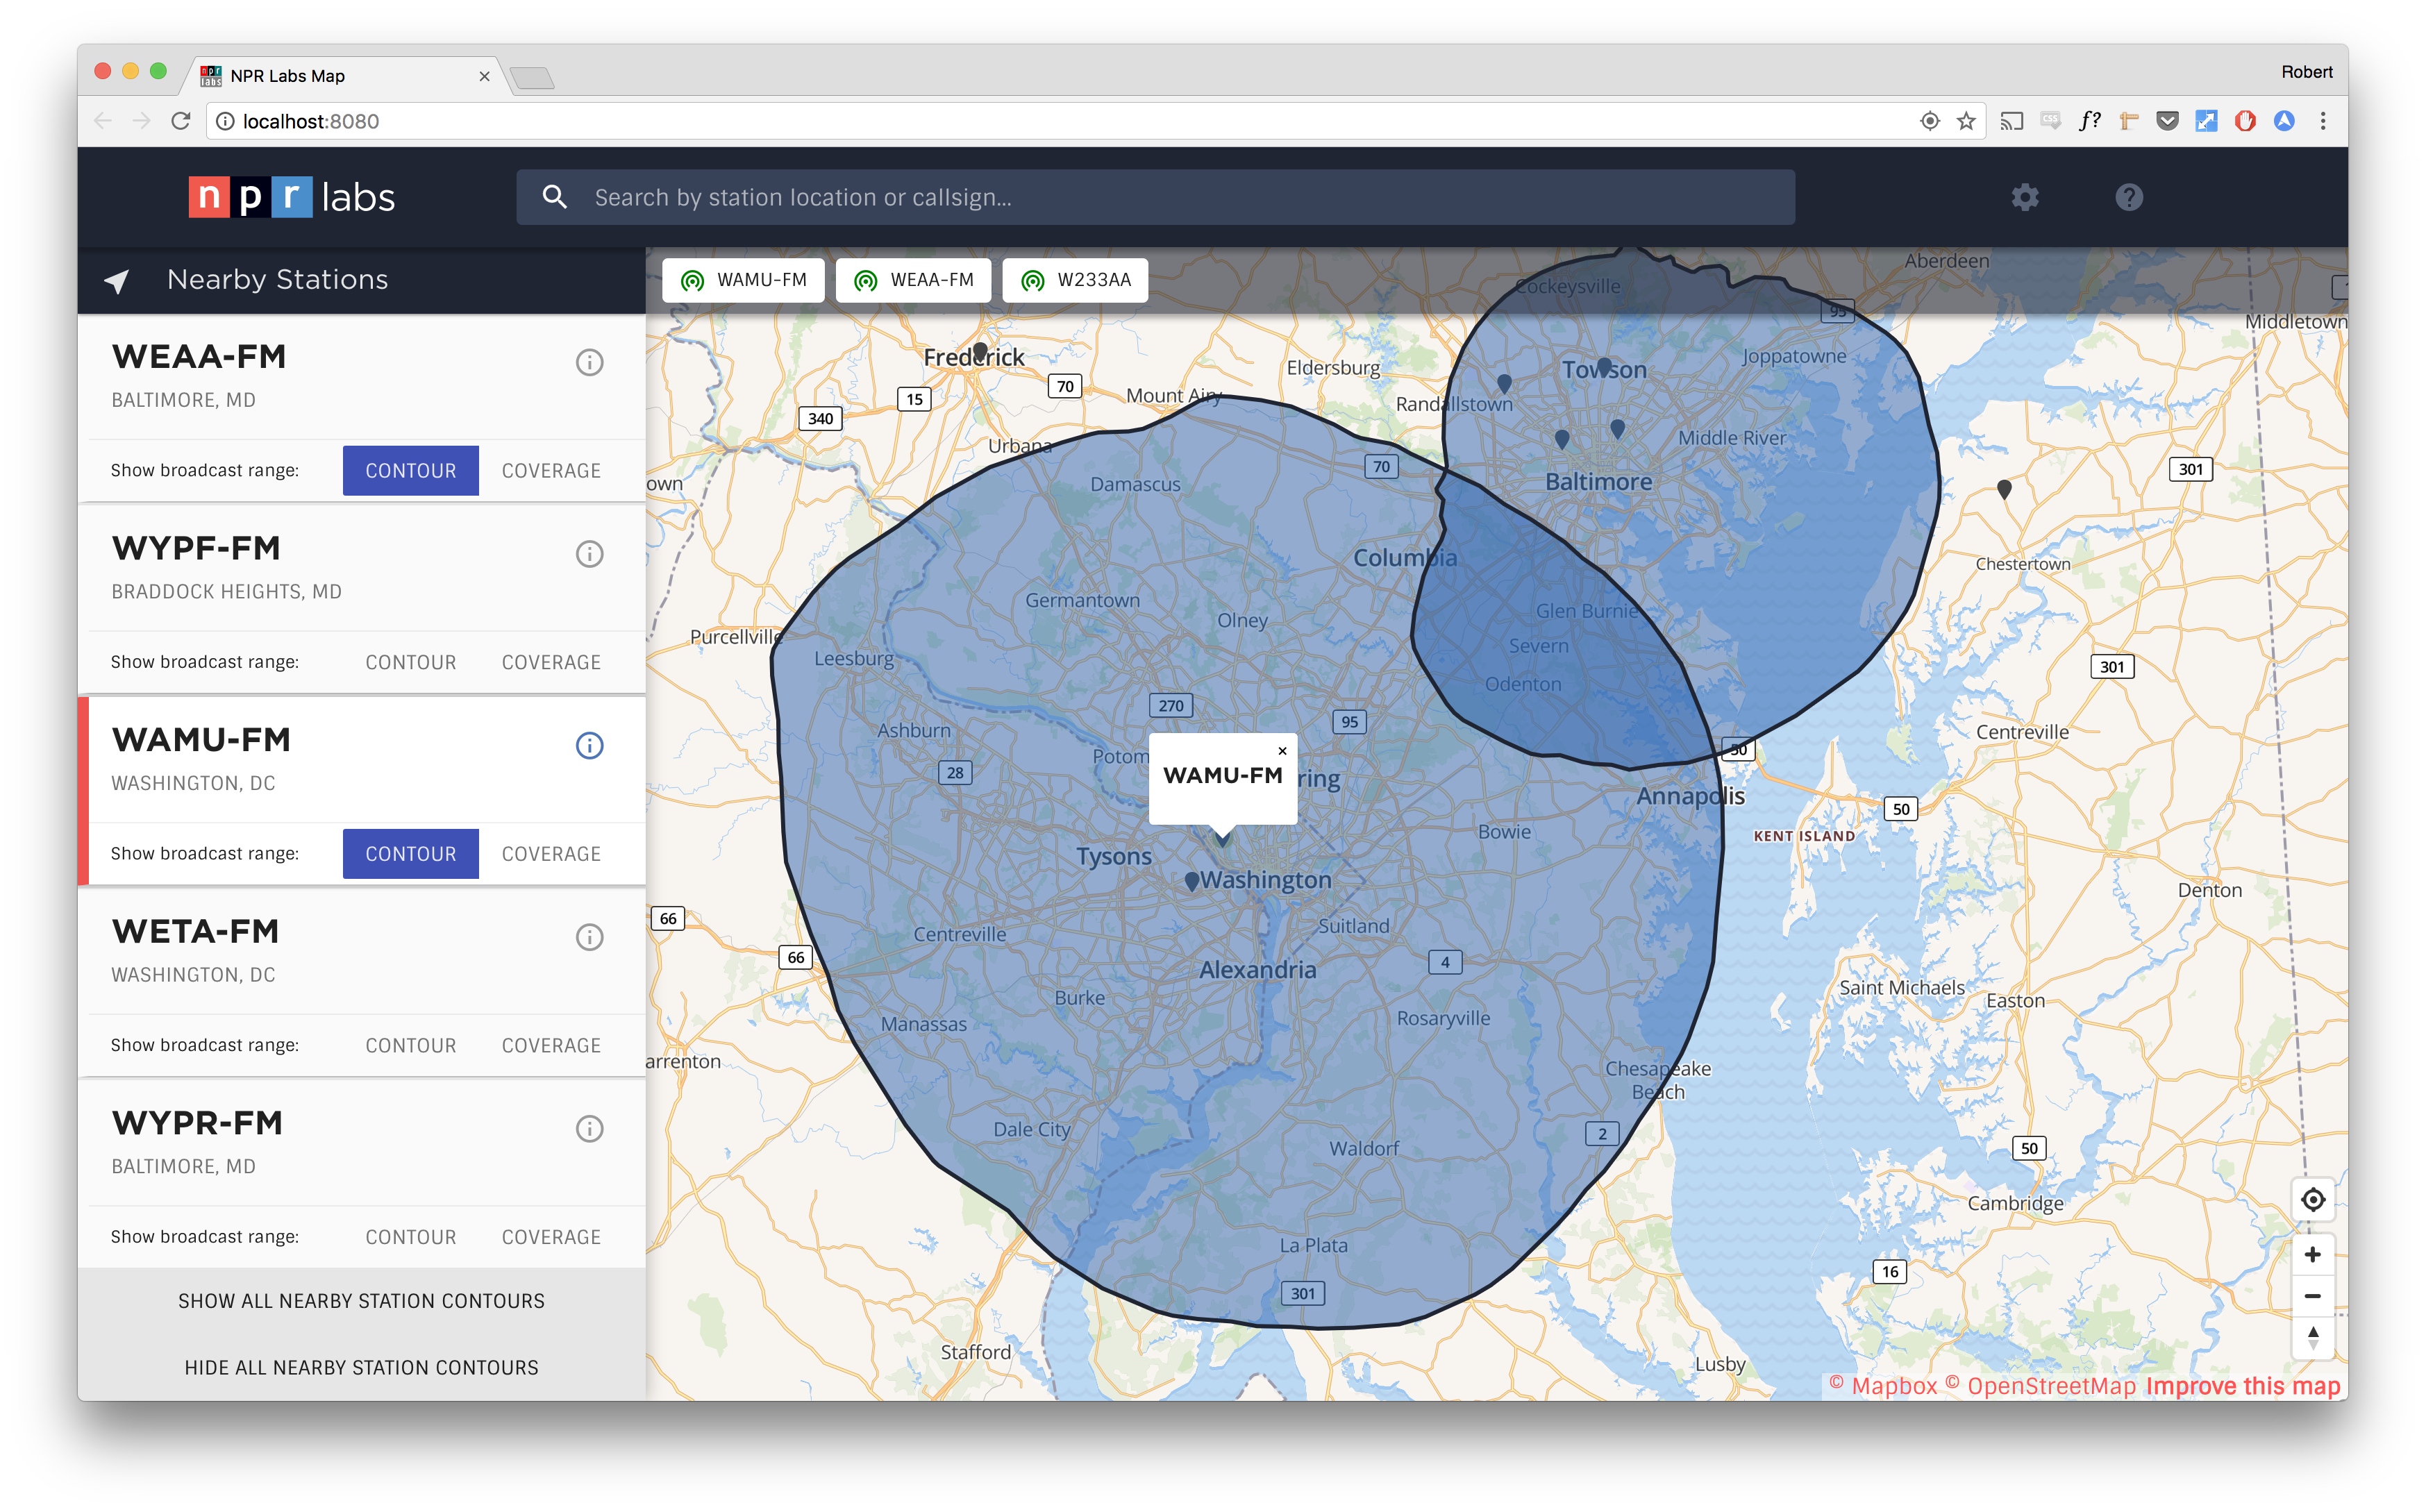 NPR Labs Map
Robert
localhost:8080
f?
npr labs
Search by station location or callsign...
Nearby Stations
WAMU-FM
WEAA-FM
W233AA
WEAA-FM
BALTIMORE, MD
Show broadcast range:
CONTOUR
COVERAGE
WYPF-FM
BRADDOCK HEIGHTS, MD
Show broadcast range:
CONTOUR
COVERAGE
WAMU-FM
WASHINGTON, DC
Show broadcast range:
CONTOUR
COVERAGE
WETA-FM
WASHINGTON, DC
Show broadcast range:
CONTOUR
COVERAGE
WYPR-FM
BALTIMORE, MD
Show broadcast range:
CONTOUR
COVERAGE
SHOW ALL NEARBY STATION CONTOURS
HIDE ALL NEARBY STATION CONTOURS
Aberdeen
Cockeysville
95
Middletown
Frederick
Eldersburg
Towson
Joppatowne
70
15
340
Mount Airy
Randallstown
Urbana
Middle River
70
301
own
Damascus
Baltimore
Columbia
Chestertown
Germantown
Olney
Glen Burnie
Purcellville
Leesburg
Severn
301
Odenton
270
95
Ashburn
Centreville
28
Potom
WAMU-FM
ring
50
Annapolis
50
KENT ISLAND
Bowie
Tysons
Washington
Denton
66
Suitland
Centreville
66
4
Alexandria
Saint Michaels
Easton
Burke
Manassas
Rosaryville
arrenton
Chesapeake
Beach
Dale City
2
Waldorf
50
Cambridge
La Plata
16
301
Stafford
Lusby
© Mapbox © OpenStreetMap Improve this map